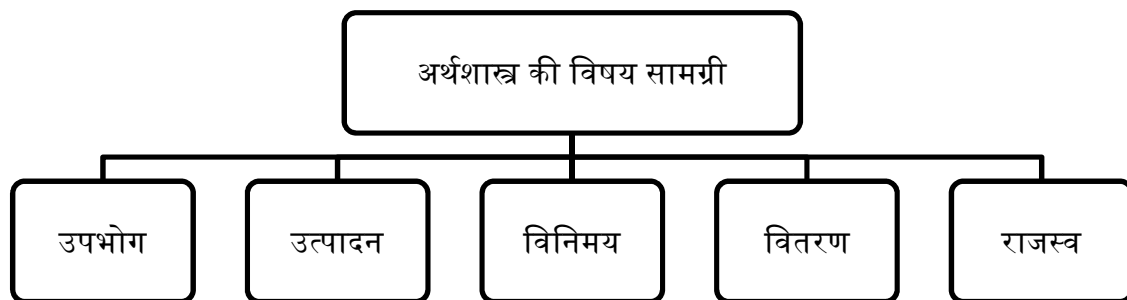 अर्थशास्त्र की विषय सामग्री
उपभोग
उत्पादन
विनिमय
वितरण
राजस्व